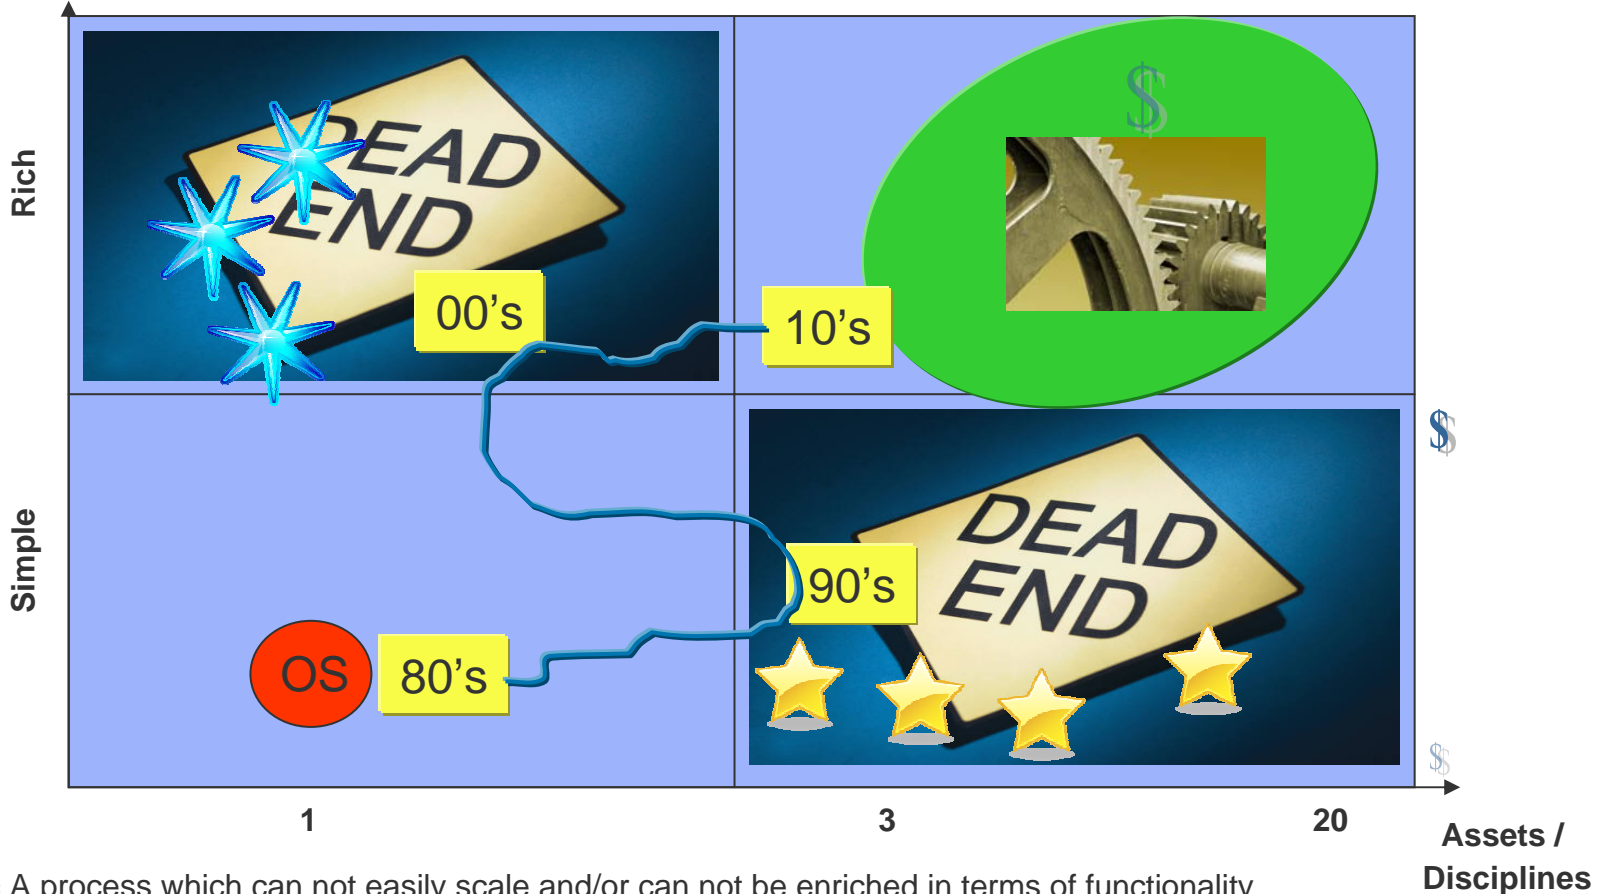 Rich
DEAD
END
$
00's
10's
$
Simple
DEAD
END
90's
OS
80's
$
1
3
20
Assets /
Disciplines
A process which can not easily scale and/or can not be enriched in terms of functionality